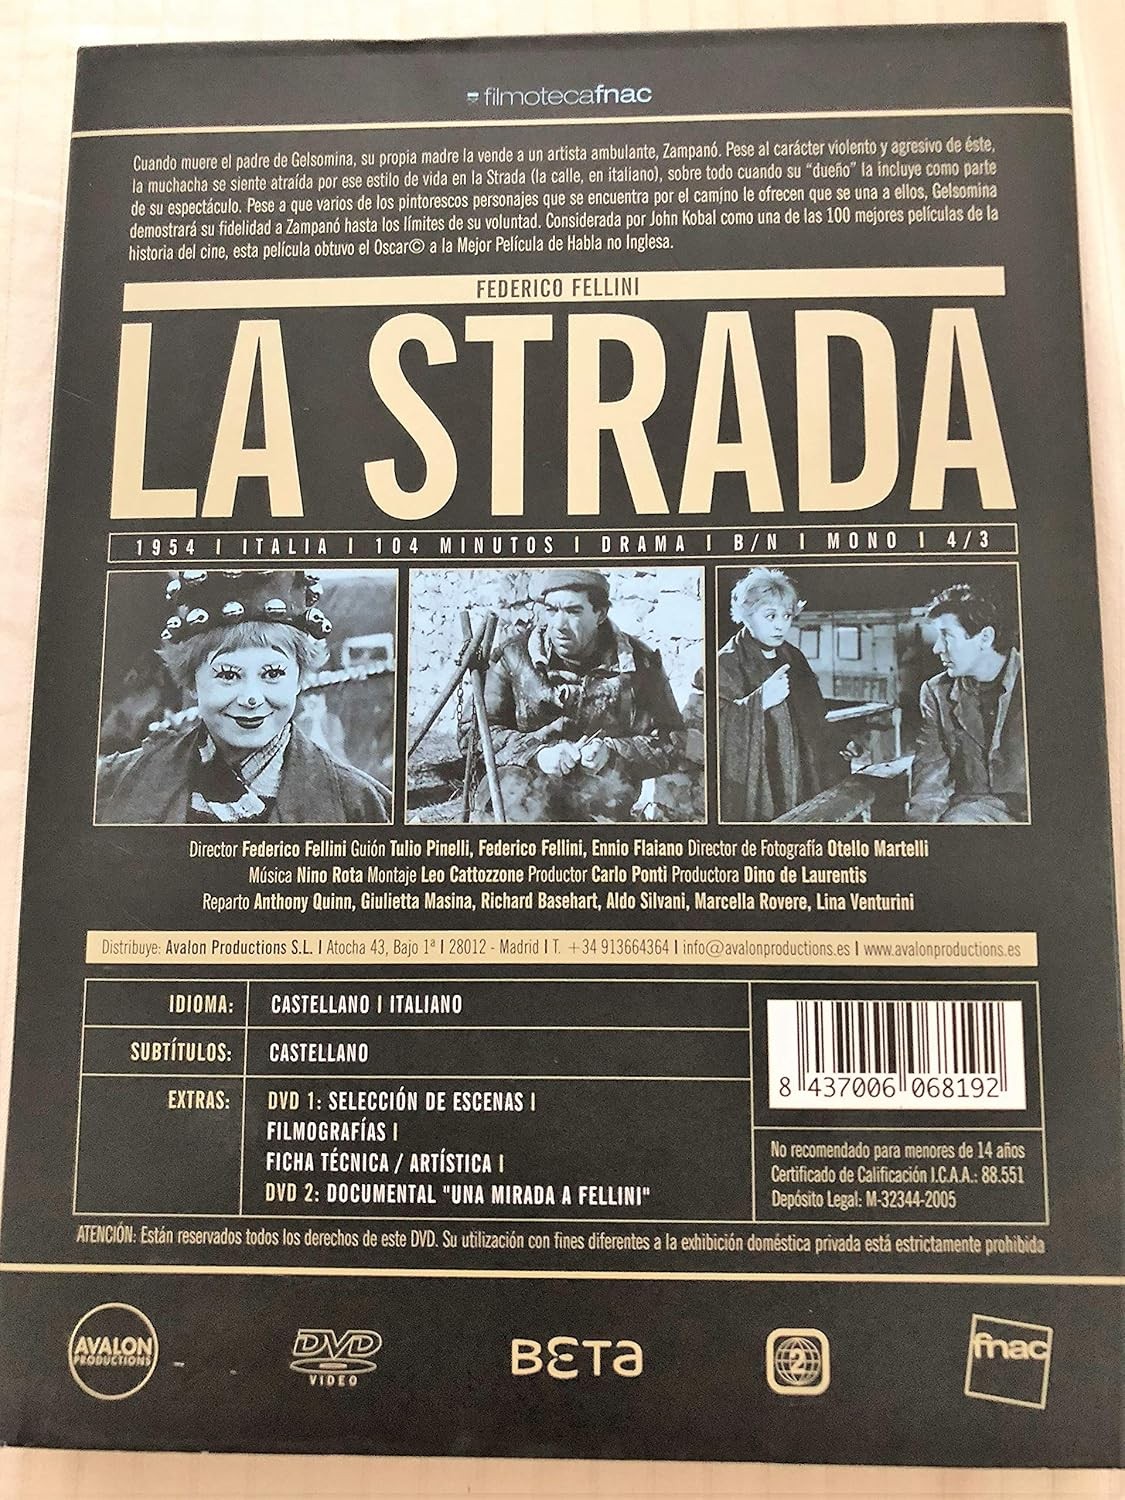 filmotecafnac
Cuando muere el padre de Gelsomina, su propia madre la vende a un artista ambulante, Zampanó. Pese al carácter violento y agresivo de éste,
la muchacha se siente atraída por ese estilo de vida en la Strada (la calle, en italiano), sobre todo cuando su “dueño” la incluye como parte
de su espectáculo. Pese a que varios de los pintorescos personajes que se encuentra por el camino le ofrecen que se una a ellos, Gelsomina
demostrará su fidelidad a Zampanó hasta los límites de su voluntad. Considerada por John Kobal como una de las 100 mejores películas de la
historia del cine, esta película obtuvo el Oscar© a la Mejor Película de Habla no Inglesa.
FEDERICO FELLINI
LA STRADA
1954 | ITALIA | 104 MINUTOS | DRAMA | B/N | MONO | 4/3
Director Federico Fellini Guión Tulio Pinelli, Federico Fellini, Ennio Flaiano Director de Fotografía Otello Martelli
Música Nino Rota Montaje Leo Cattozzone Productor Carlo Ponti Productora Dino de Laurentis
Reparto Anthony Quinn, Giulietta Masina, Richard Basehart, Aldo Silvani, Marcella Rovere, Lina Venturini
Distribuye: Avalon Productions S.L. | Atocha 43, Bajo 1ª | 28012 - Madrid | T. +34 913664364 | info@avalonproductions.es | www.avalonproductions.es
IDIOMA: CASTELLANO | ITALIANO
SUBTÍTULOS: CASTELLANO
EXTRAS: DVD 1: SELECCIÓN DE ESCENAS |
FILMOGRAFÍAS |
FICHA TÉCNICA / ARTÍSTICA |
DVD 2: DOCUMENTAL "UNA MIRADA A FELLINI"
8 437006 068192
No recomendado para menores de 14 años
Certificado de Calificación I.C.A.A.: 88.551
Depósito Legal: M-32344-2005
ATENCIÓN: Están reservados todos los derechos de este DVD. Su utilización con fines diferentes a la exhibición doméstica privada está estrictamente prohibida
AVALON
PRODUCTIONS
DVD
VIDEO
BETA
2
fnac